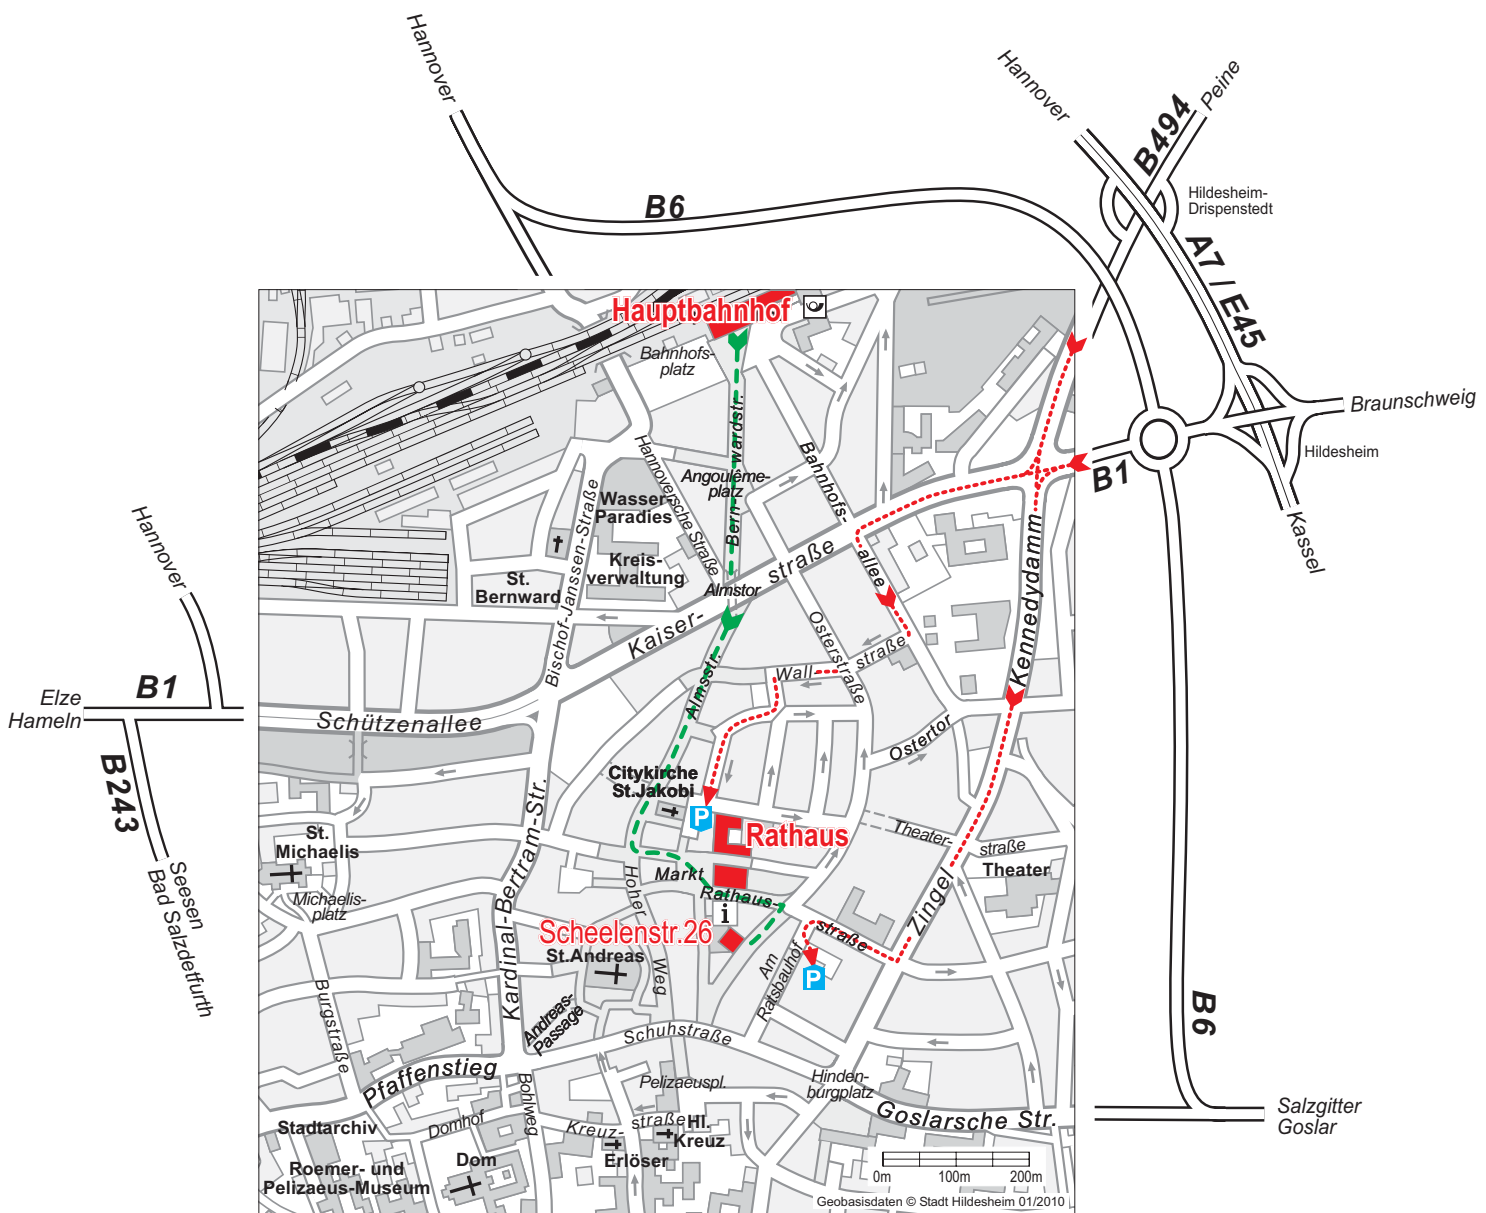 Hannover
Hannover
Peine
B494
B6
Hildesheim-
Drispenstedt
A7 / E45
Hauptbahnhof
Bahnhofs-
platz
Braunschweig
Hildesheim
B1
Kassel
Bern-
wardstr.
Bahnhofs-
allee
Hannoversche Straße
Angoulême-
platz
Wasser-
Paradies
Kreis-
verwaltung
St.
Bernward
Bischof-Janssen-Straße
Almstor
Kaiser-
straße
Kennedydamm
Hannover
Elze
Hameln
B1
B243
Seesen
Bad Salzdetfurth
Schützenallee
Almsstr.
Osterstraße
Wall-
straße
Ostertor
Citykirche
St.Jakobi
P
Rathaus
Theater-
straße
Theater
St.
Michaelis
Michaelis-
platz
Kardinal-Bertram-Str.
Hoher
Weg
Markt
Rathaus-
straße
i
Zingel
Scheelenstr.26
St.Andreas
Am
Ratsbauhof
P
Andreas-
Passage
Burgstraße
Schuhstraße
B6
Pfaffenstieg
Bohlweg
Pelizaeuspl.
Hinden-
burgplatz
Goslarsche Str.
Salzgitter
Goslar
Stadtarchiv
Domhof
Kreuz-
straße
Hl.
Kreuz
Erlöser
Dom
Roemer- und
Pelizaeus-Museum
0m 100m 200m
Geobasisdaten © Stadt Hildesheim 01/2010